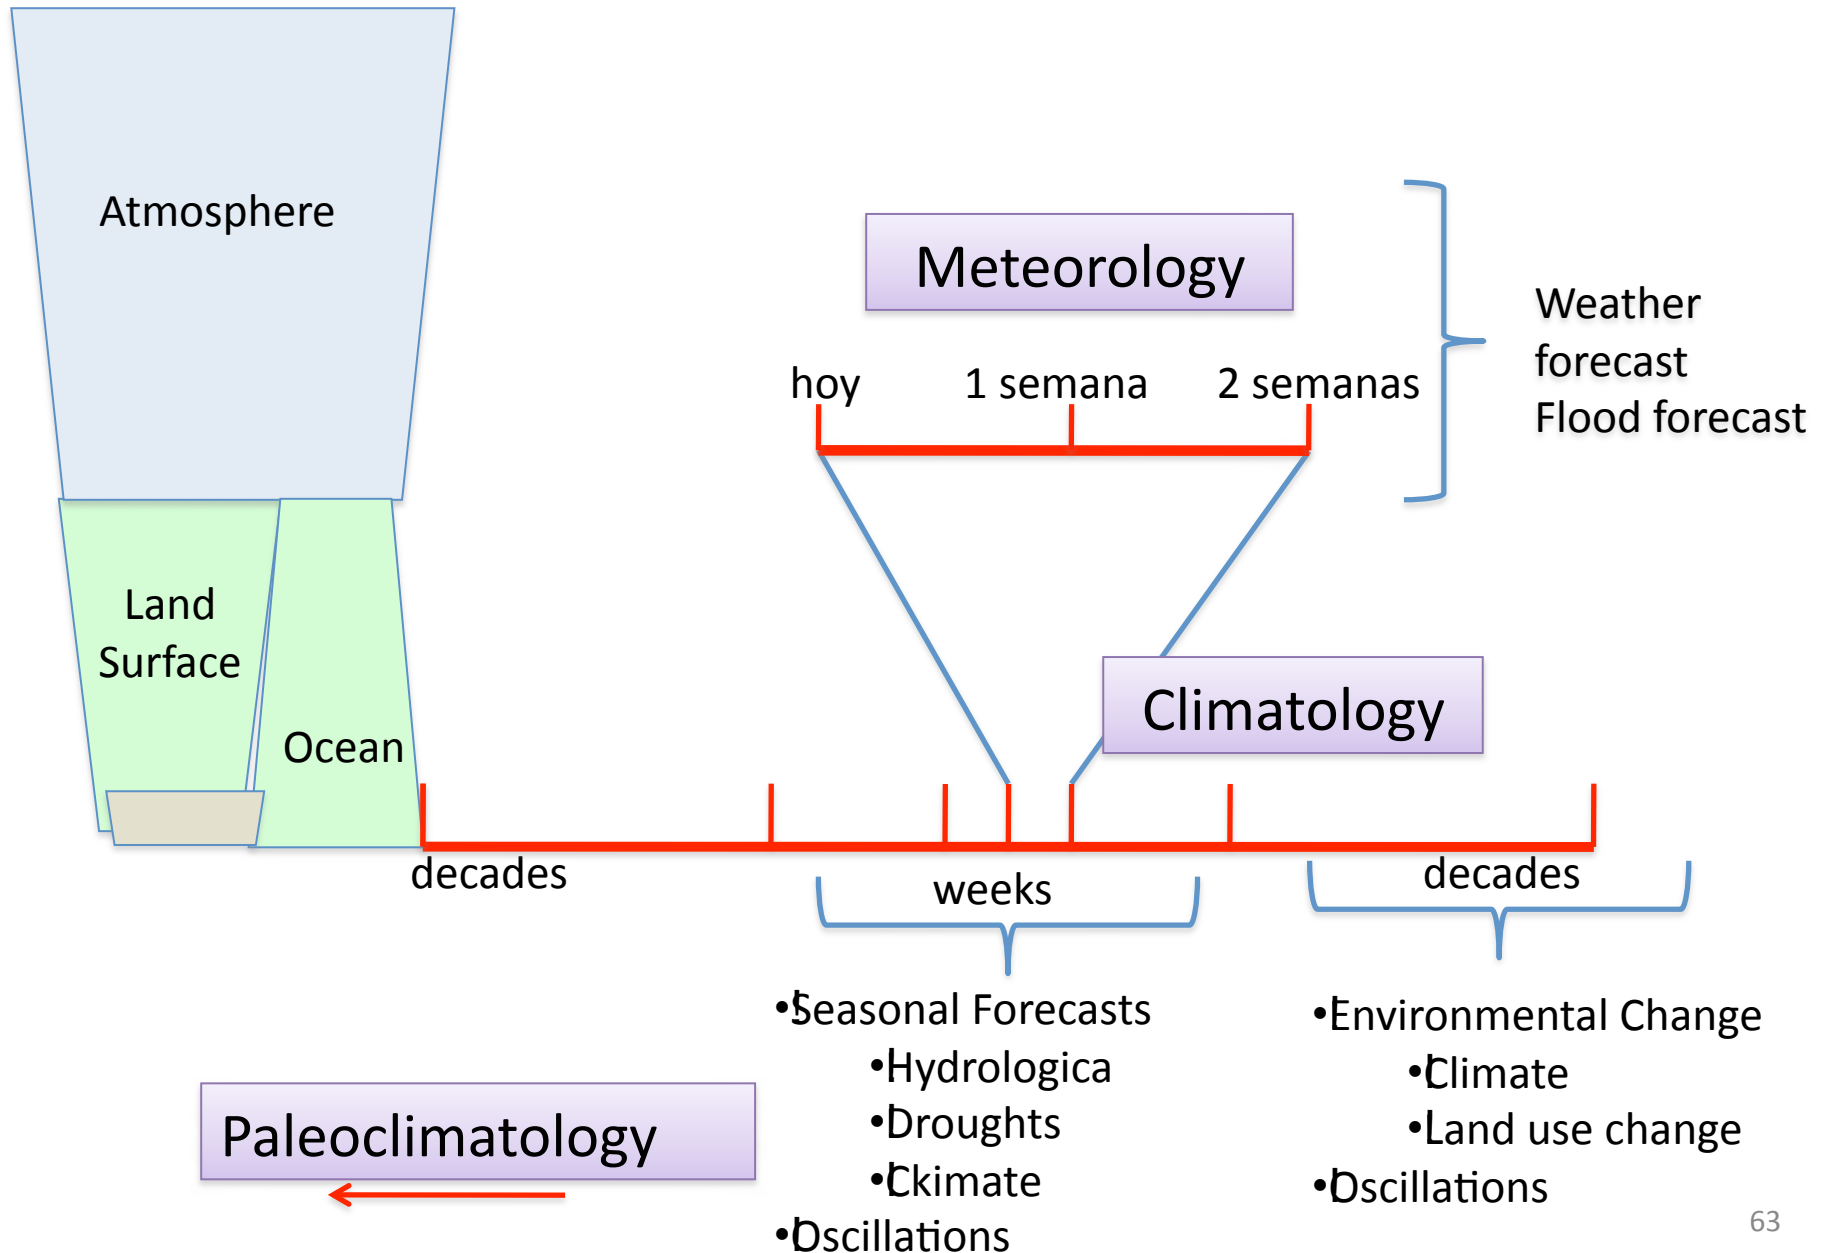 Atmosphere
Meteorology
Weather
forecast
Flood forecast
hoy
1 semana
2 semanas
Land
Surface
Ocean
Climatology
decades
weeks
decades
•Seasonal Forecasts
•Hydrologica
•Droughts
•Ckimate
•Oscillations
•Environmental Change
•Climate
•Land use change
•Oscillations
Paleoclimatology
63